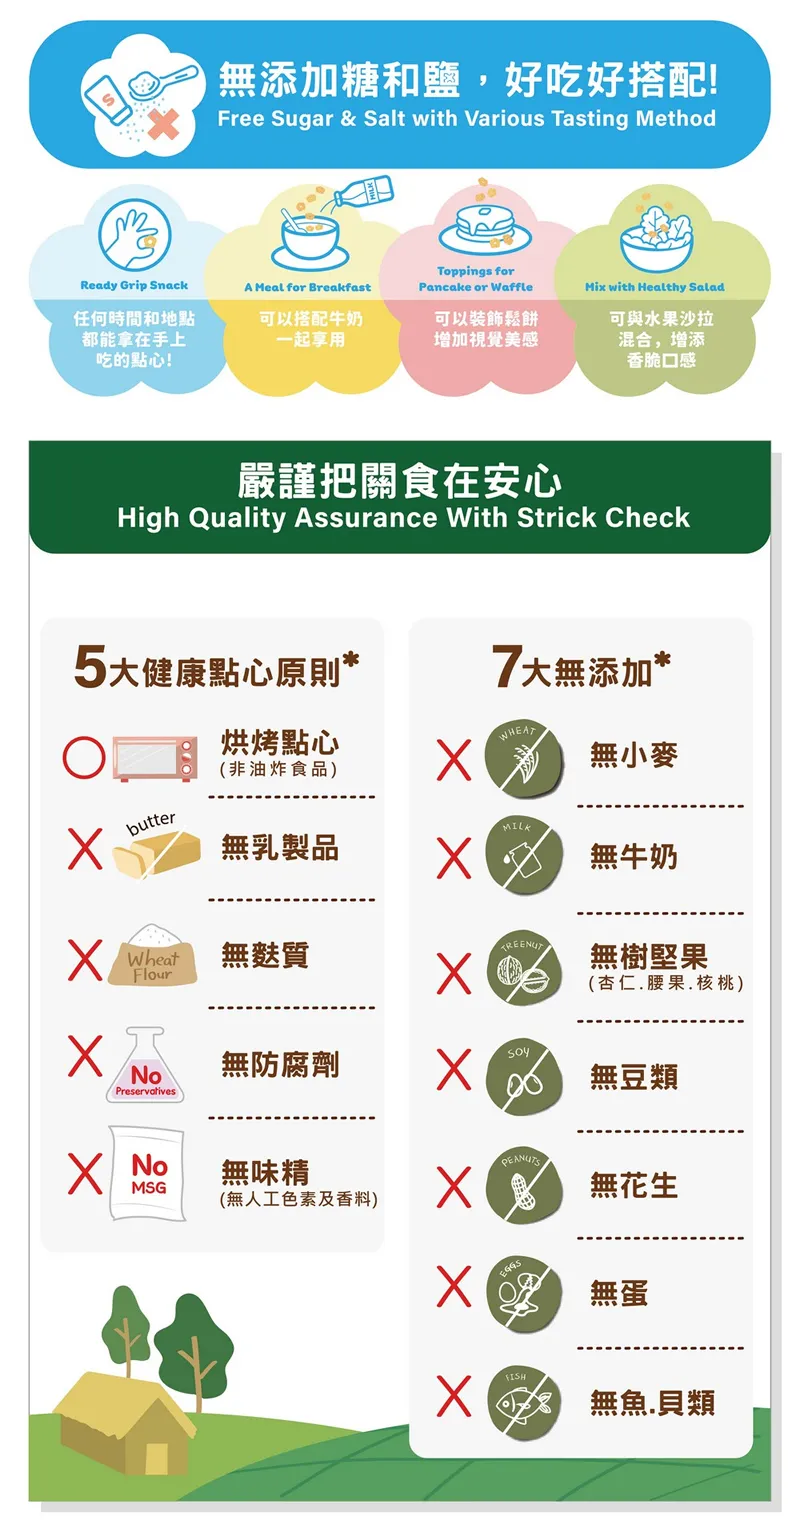 無添加糖和鹽，好吃好搭配!
Free Sugar & Salt with Various Tasting Method
S
MILK
Ready Grip Snack
任何時間和地點
都能拿在手上
吃的點心!
A Meal for Breakfast
可以搭配牛奶
一起享用
Toppings for
Pancake or Waffle
可以裝飾鬆餅
增加視覺美感
Mix with Healthy Salad
可與水果沙拉
混合，增添
香脆口感
嚴謹把關食在安心
High Quality Assurance With Strick Check
5大健康點心原則*
烘烤點心
(非油炸食品)
butter
無乳製品
Wheat
Flour
無麩質
No
Preservatives
無防腐劑
No
MSG
無味精
(無人工色素及香料)
7大無添加*
WHEAT
無小麥
MILK
無牛奶
TREENUT
無樹堅果
(杏仁.腰果.核桃)
SOY
無豆類
PEANUTS
無花生
EGGS
無蛋
FISH
無魚.貝類